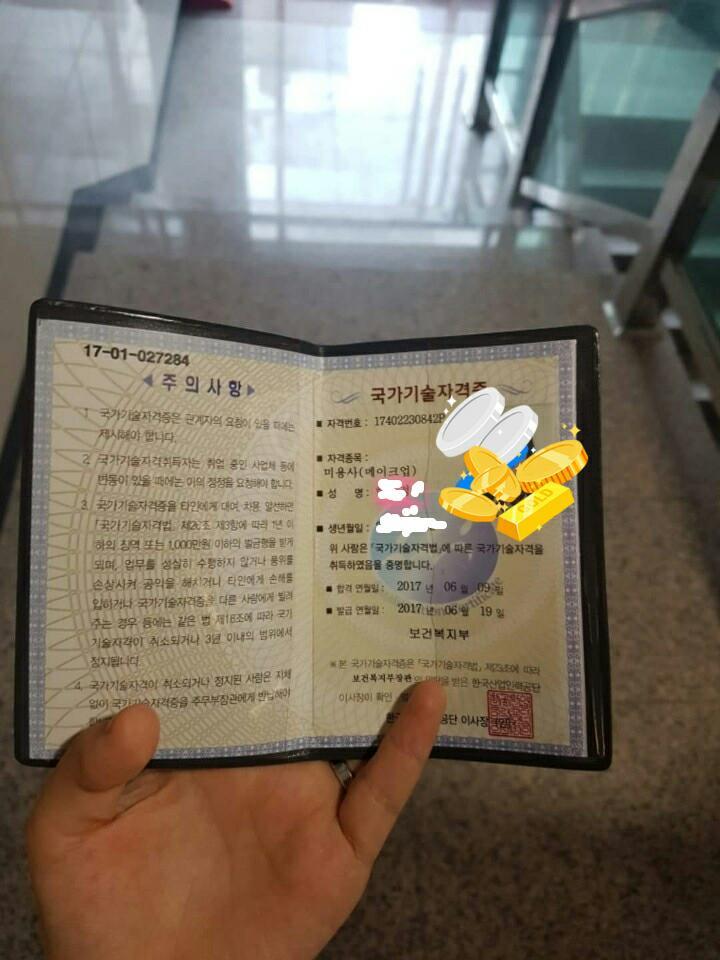 17-01-027284
◀ 주의사항 ▶
1. 국가기술자격증은 관계자의 요청이 있을 때에는
제시해야 합니다.
2. 국가기술자격취득자는 취업 중인 사업체 등에
변동이 있을 때에는 이의 정정을 요청해야 합니다.
3. 국가기술자격증을 타인에게 대여, 차용, 알선하면
「국가기술자격법」 제26조 제3항에 따라 1년 이
하의 징역 또는 1,000만원 이하의 벌금형을 받게
되며, 업무를 성실히 수행하지 않거나 품위를
손상시켜 공익을 해치거나 타인에게 손해를
입히거나 국가기술자격증을 다른 사람에게 빌려
주는 경우 등에는 같은 법 제16조에 따라 국가
기술자격이 취소되거나 3년 이내의 범위에서
정지됩니다.
4. 국가기술자격이 취소되거나 정지된 사람은 지체
없이 국가기술자격증을 주무부장관에게 반납해야
국가기술자격증
■ 자격번호 : 17402230842
■ 자격종목 :
미용사(메이크업)
■ 성 명 :
■ 생년월일 :
위 사람은 「국가기술자격법」에 따른 국가기술자격을
취득하였음을 증명합니다.
■ 합격 연월일 : 2017 년 06 월 09 일
■ 발급 연월일 : 2017 년 06 월 19 일
보건복지부
※ 본 국가기술자격증은 「국가기술자격법」 제23조에 따라
보건복지부장관 의 받은 한국산업인력공단
이사장이 확인
공단 이사장
GOLD